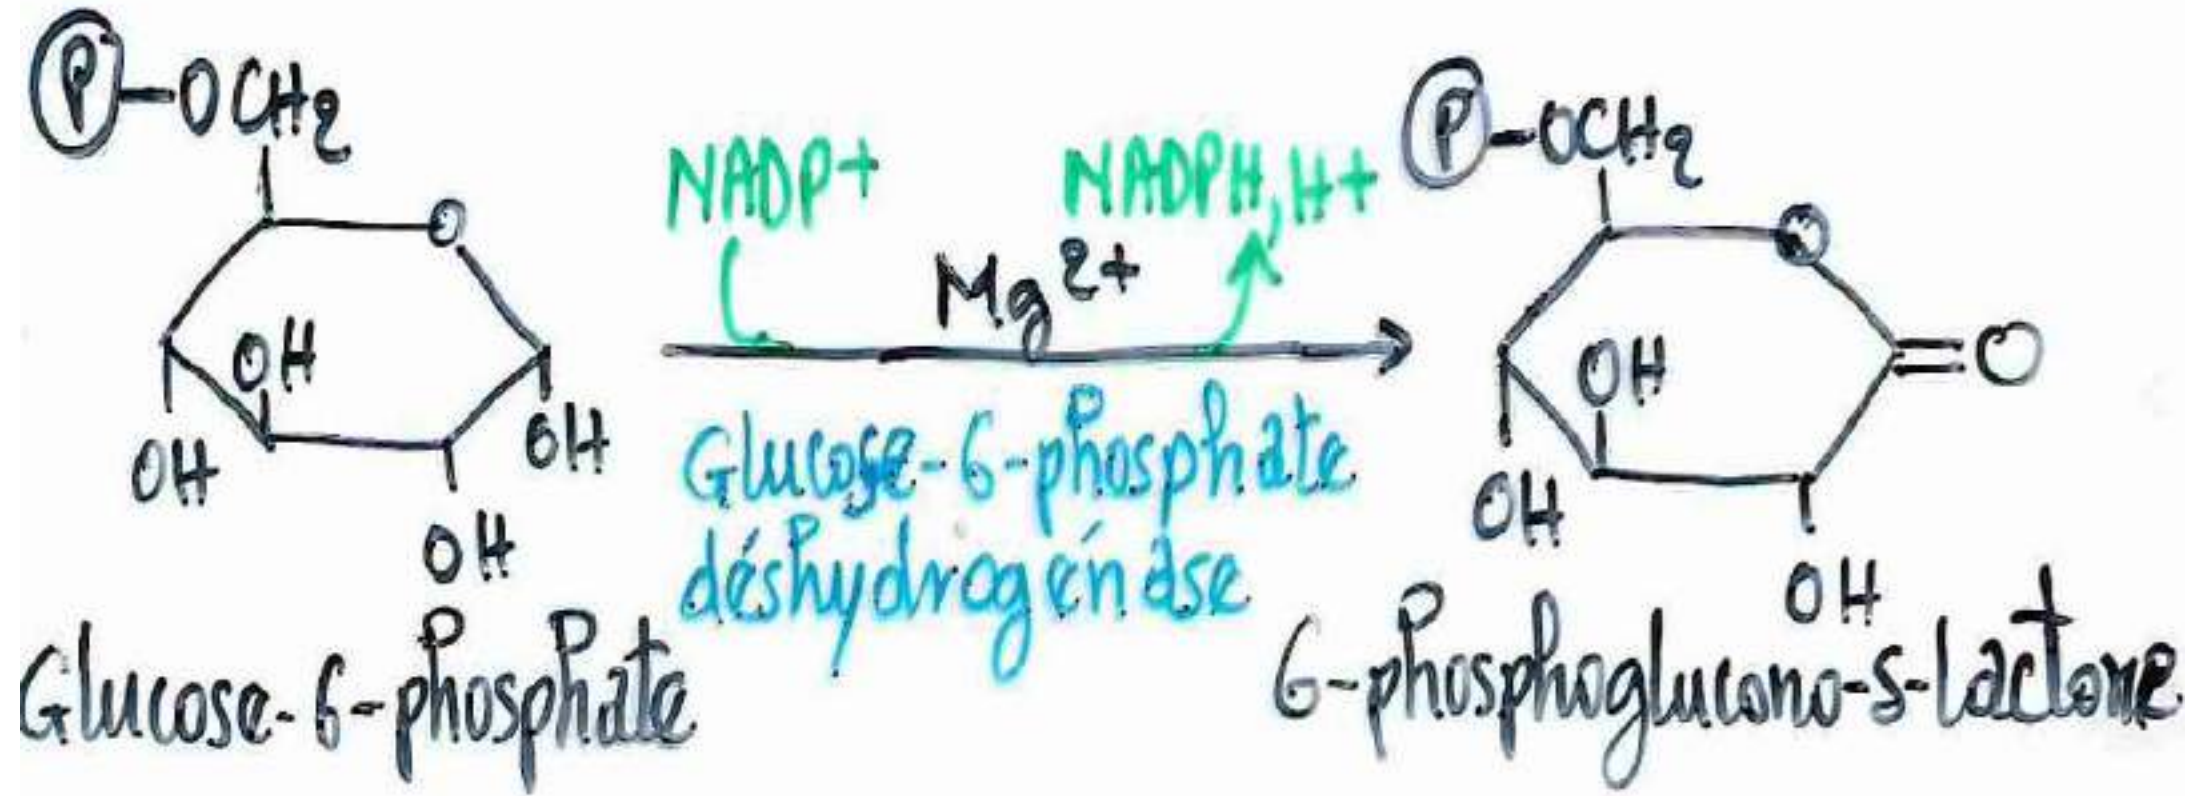 P-OCH2
O
OH
OH
OH
OH
Glucose-6-phosphate
NADP+
NADPH,H+
Mg2+
Glucose-6-phosphate
déshydrogénase
P-OCH2
O
=O
OH
OH
OH
6-phosphoglucono-δ-lactone